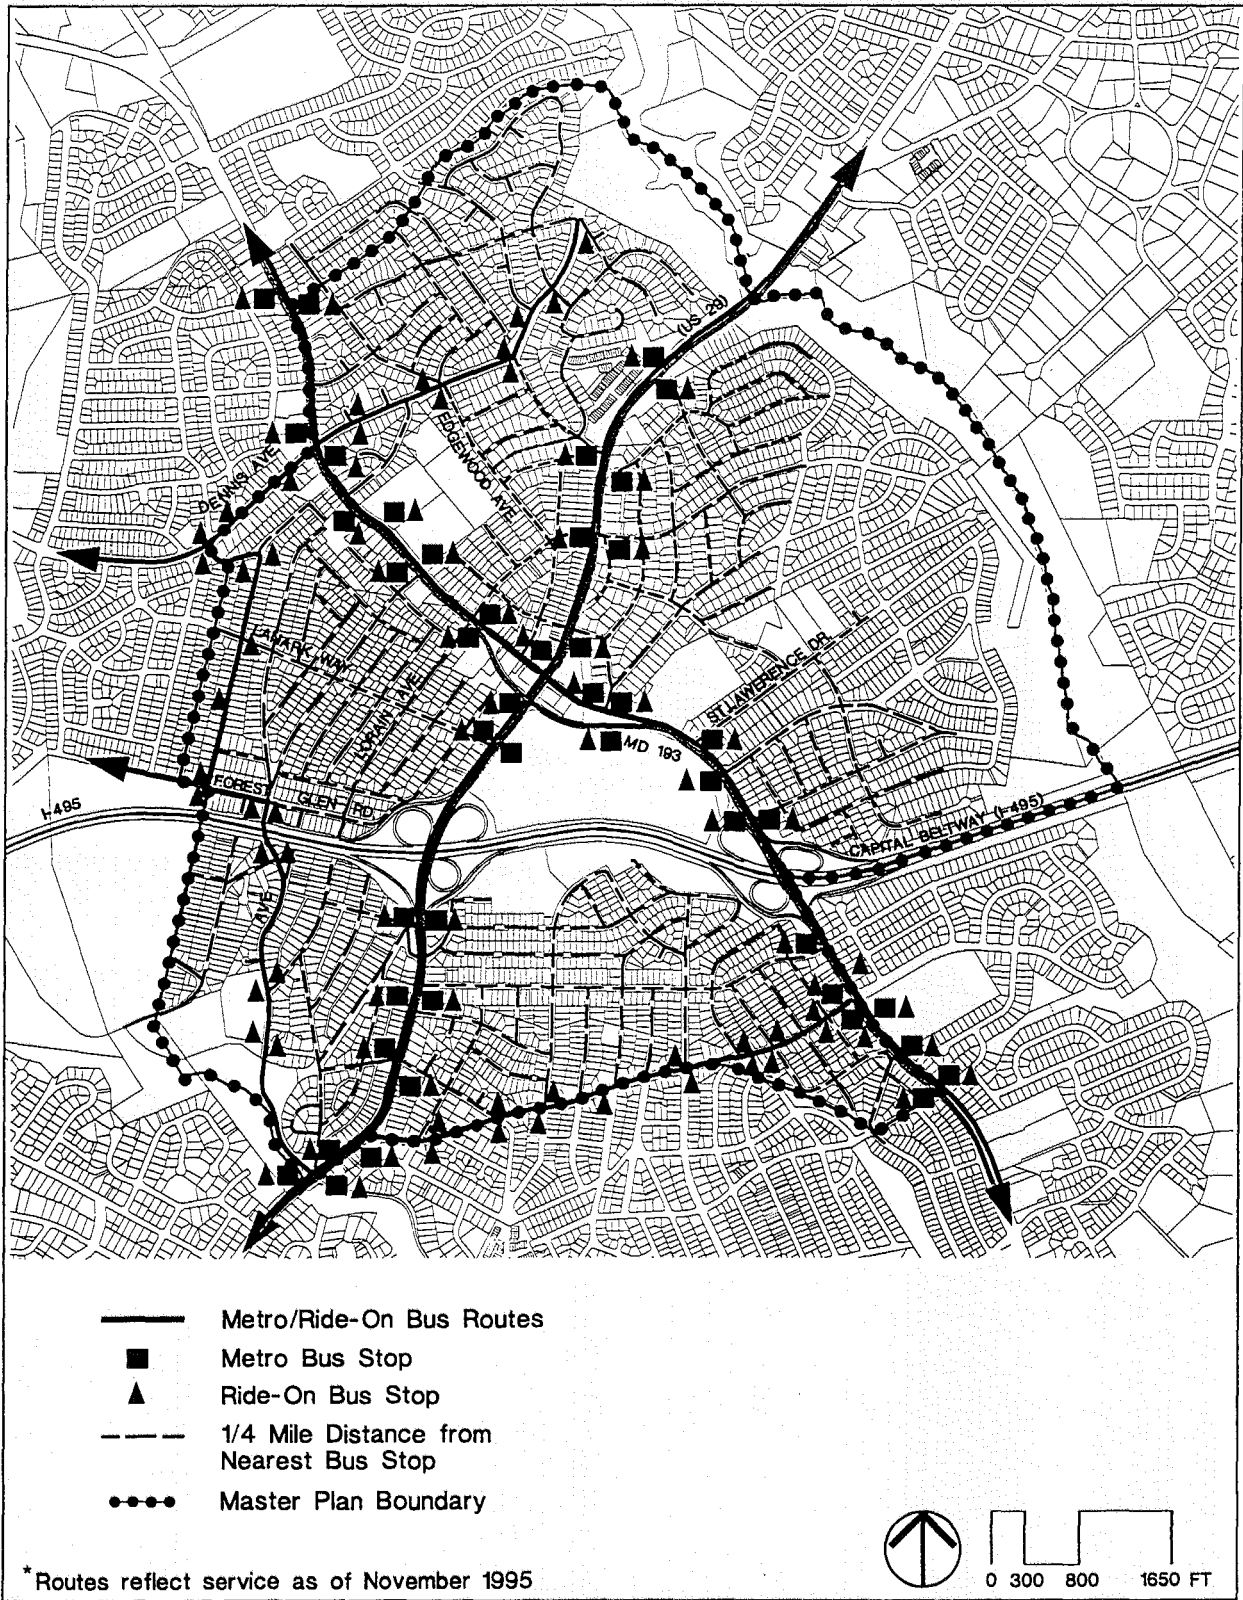 (US 29)
DENNIS AVE
EDGEWOOD AVE
LANARK WAY
LORAIN AVE
ST LAWERENCE DR.
MD 193
FOREST GLEN RD.
I-495
CAPITAL BELTWAY (I-495)
AVE
Metro/Ride-On Bus Routes
Metro Bus Stop
Ride-On Bus Stop
1/4 Mile Distance from
Nearest Bus Stop
Master Plan Boundary
0 300 800 1650 FT
*Routes reflect service as of November 1995